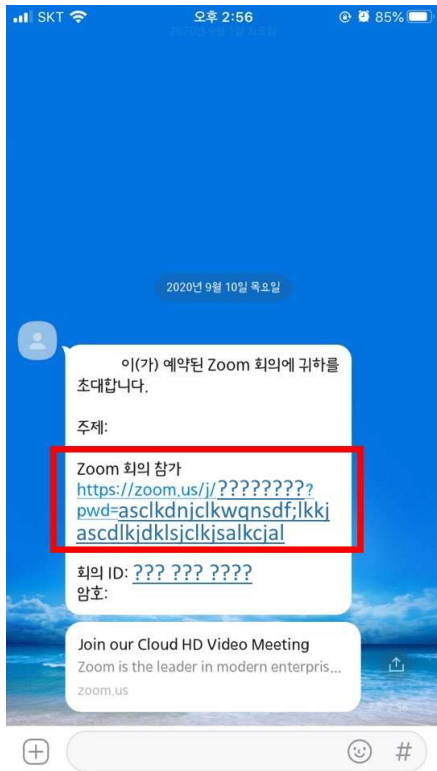 SKT 오후 2:56 85%
2020년 9월 10일 목요일
이(가) 예약된 Zoom 회의에 귀하를
초대합니다.
주제:
Zoom 회의 참가
https://zoom.us/j/?????????
pwd=asclkdnjclkwqnsdf;lkkj
ascdlkjdklsjclkjsalkcjal
회의 ID: ??? ??? ????
암호:
Join our Cloud HD Video Meeting
Zoom is the leader in modern enterpris...
zoom.us
#